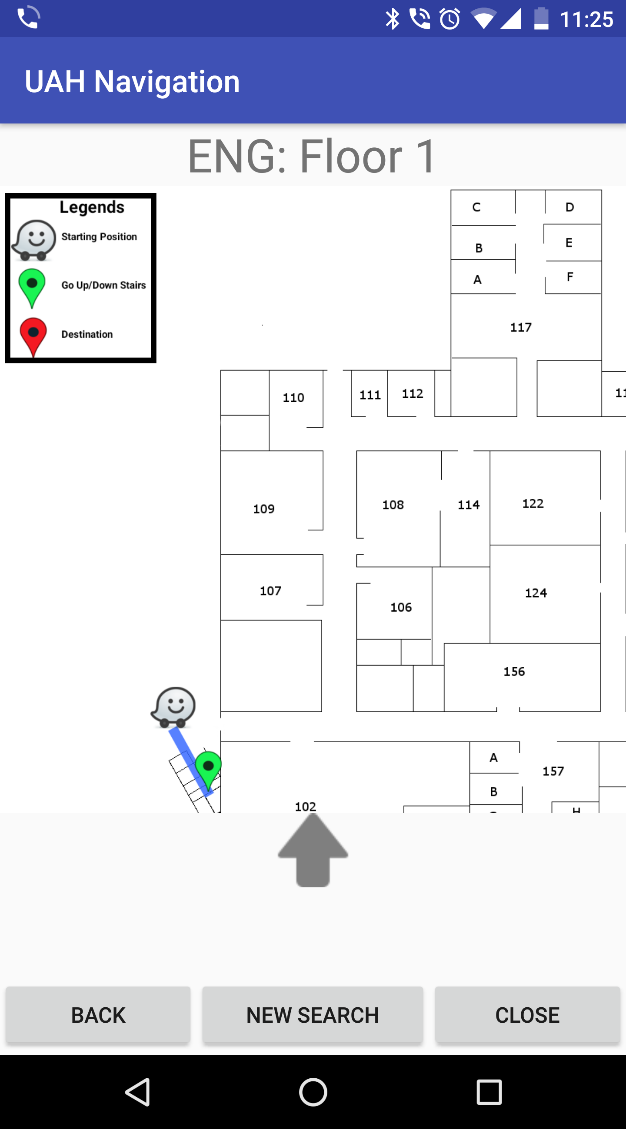 11:25
UAH Navigation
ENG: Floor 1
Legends
Starting Position
Go Up/Down Stairs
Destination
C
D
B
E
A
F
117
110
111
112
109
108
114
122
107
106
124
156
A
157
B
102
H
BACK
NEW SEARCH
CLOSE